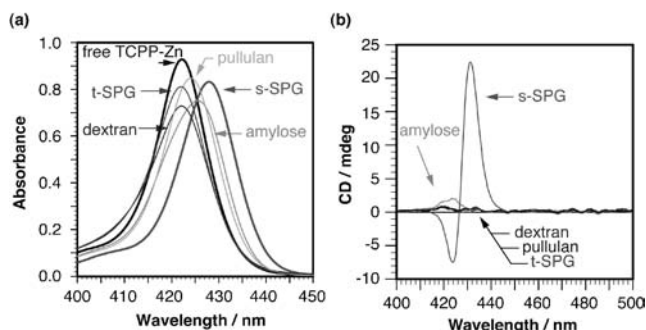 (a)
free TCPP-Zn
pullulan
t-SPG
s-SPG
dextran
amylose
1.0
0.8
0.6
0.4
0.2
0.0
Absorbance
400 410 420 430 440 450
Wavelength / nm
(b)
25
20
15
10
5
0
-5
-10
CD / mdeg
s-SPG
amylose
dextran
pullulan
t-SPG
400 420 440 460 480 500
Wavelength / nm